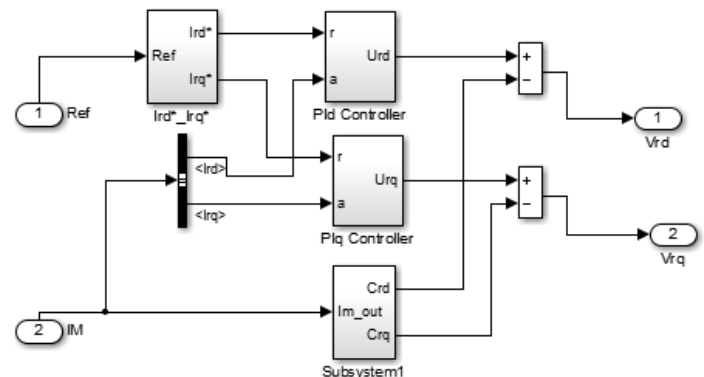 Ref
Ird*
Irq*
Ird*_Irq*
1
Ref
r
a
Urd
PId Controller
+
−
1
Vrd
<Ird>
<Irq>
r
a
Urq
PIq Controller
+
−
2
Vrq
2
IM
Im_out
Crd
Crq
Subsystem1